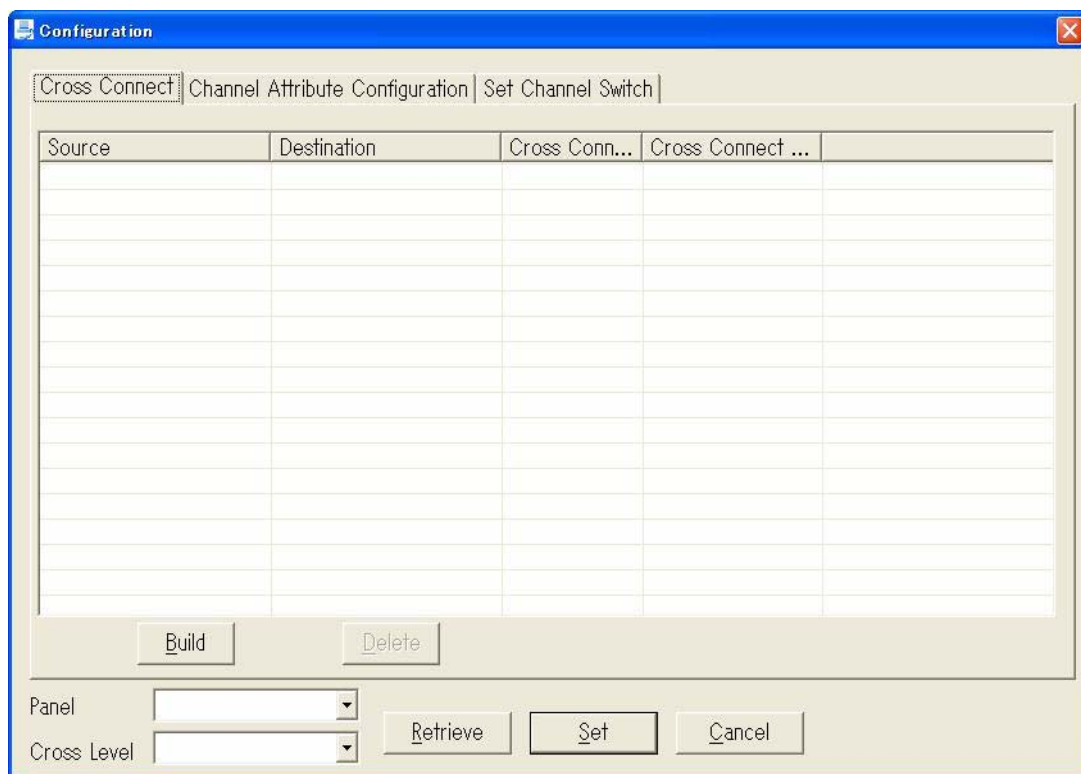 Configuration
Cross Connect Channel Attribute Configuration Set Channel Switch
Source Destination Cross Conn... Cross Connect ...
Build Delete
Panel
Retrieve Set Cancel
Cross Level